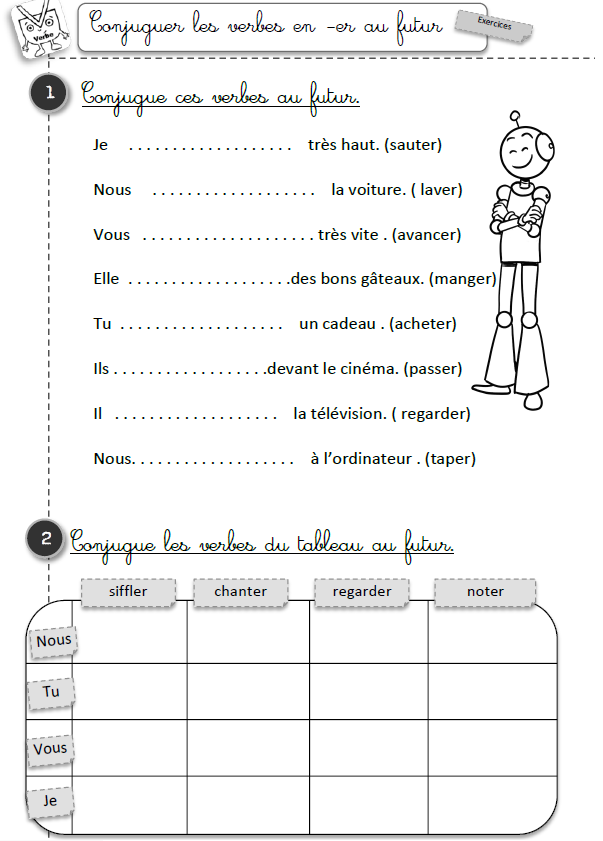 Verbe
Conjuguer les verbes en -er au futur
Exercices
1 Conjugue ces verbes au futur.
Je ................... très haut. (sauter)
Nous ................... la voiture. ( laver)
Vous .................... très vite . (avancer)
Elle ...................des bons gâteaux. (manger)
Tu ................... un cadeau . (acheter)
Ils ..................devant le cinéma. (passer)
Il ................... la télévision. ( regarder)
Nous................... à l’ordinateur . (taper)
2 Conjugue les verbes du tableau au futur.
siffler chanter regarder noter
Nous
Tu
Vous
Je